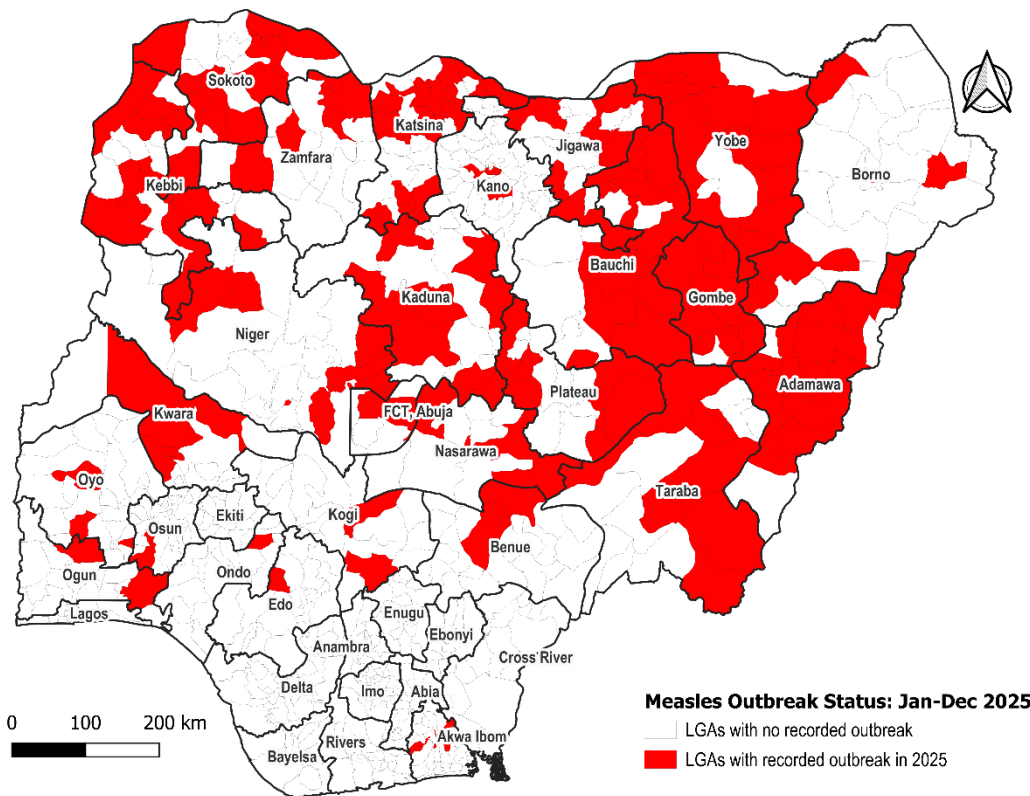 Sokoto
Katsina
Yobe
Jigawa
Zamfara
Kebbi
Kano
Borno
Bauchi
Kaduna
Gombe
Niger
Adamawa
Plateau
Kwara
FCT, Abuja
Nasarawa
Oyo
Taraba
Kogi
Osun
Ekiti
Benue
Ogun
Ondo
Edo
Lagos
Enugu
Ebonyi
Anambra
Cross River
Delta
Imo
Abia
Akwa Ibom
Rivers
Bayelsa
0 100 200 km
Measles Outbreak Status: Jan-Dec 2025
LGAs with no recorded outbreak
LGAs with recorded outbreak in 2025